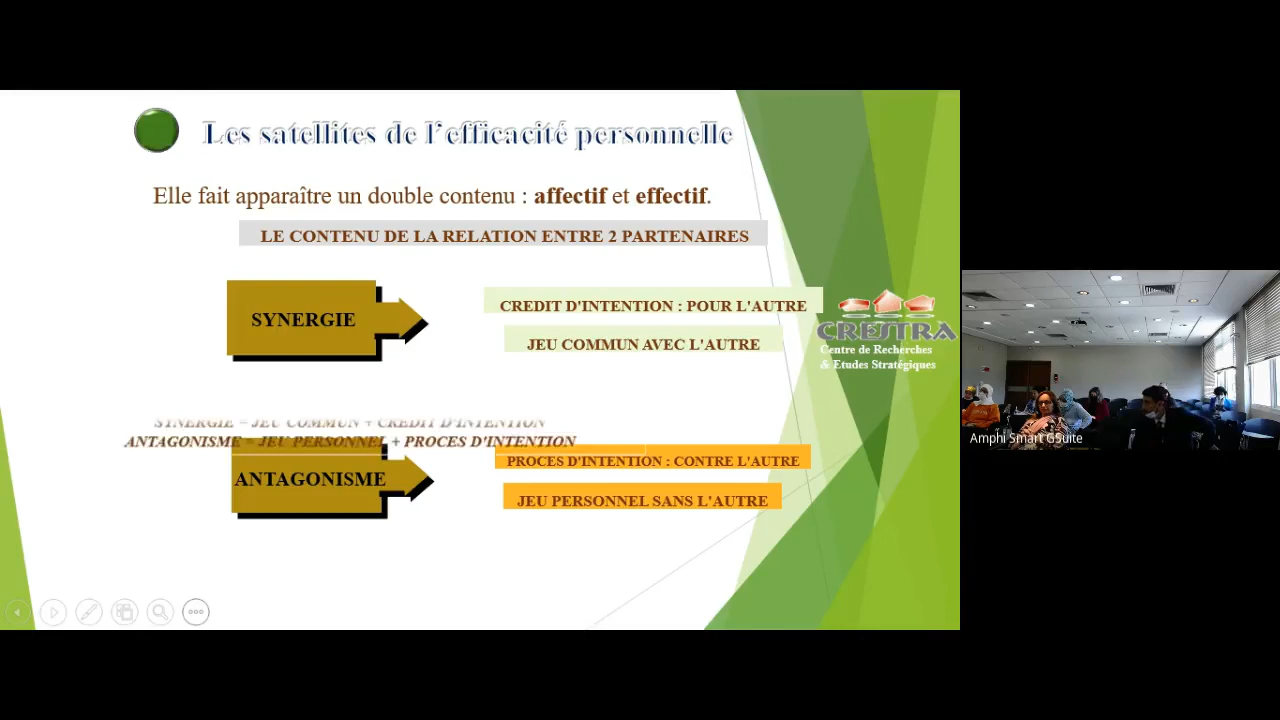 Les satellites de l'efficacité personnelle
Elle fait apparaître un double contenu : affectif et effectif.
LE CONTENU DE LA RELATION ENTRE 2 PARTENAIRES
SYNERGIE
CREDIT D'INTENTION : POUR L'AUTRE
JEU COMMUN AVEC L'AUTRE
CRESTRA
Centre de Recherches
& Etudes Stratégiques
SYNERGIE = JEU COMMUN + CREDIT D'INTENTION
ANTAGONISME = JEU PERSONNEL + PROCES D'INTENTION
ANTAGONISME
PROCES D'INTENTION : CONTRE L'AUTRE
JEU PERSONNEL SANS L'AUTRE
Amphi Smart GSuite